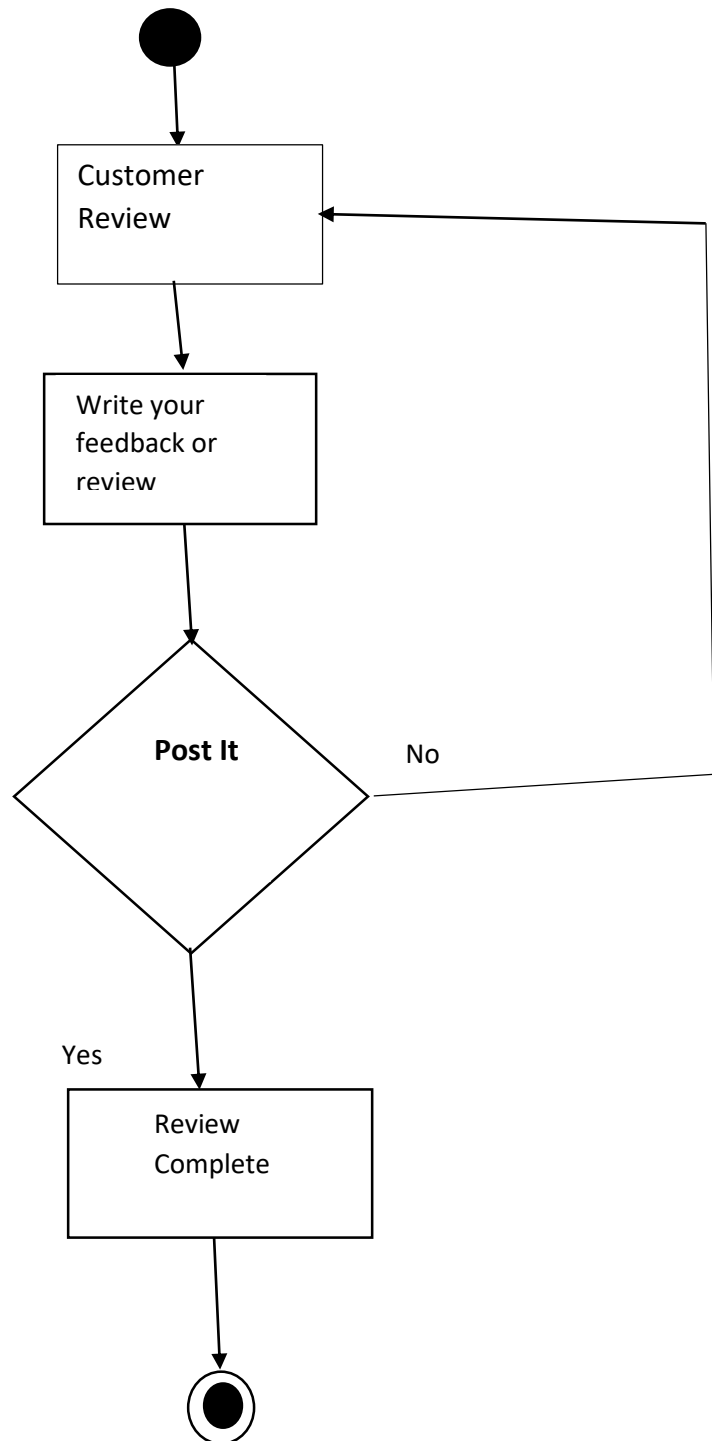 Customer
Review
Write your
feedback or
review
Post It
No
Yes
Review
Complete